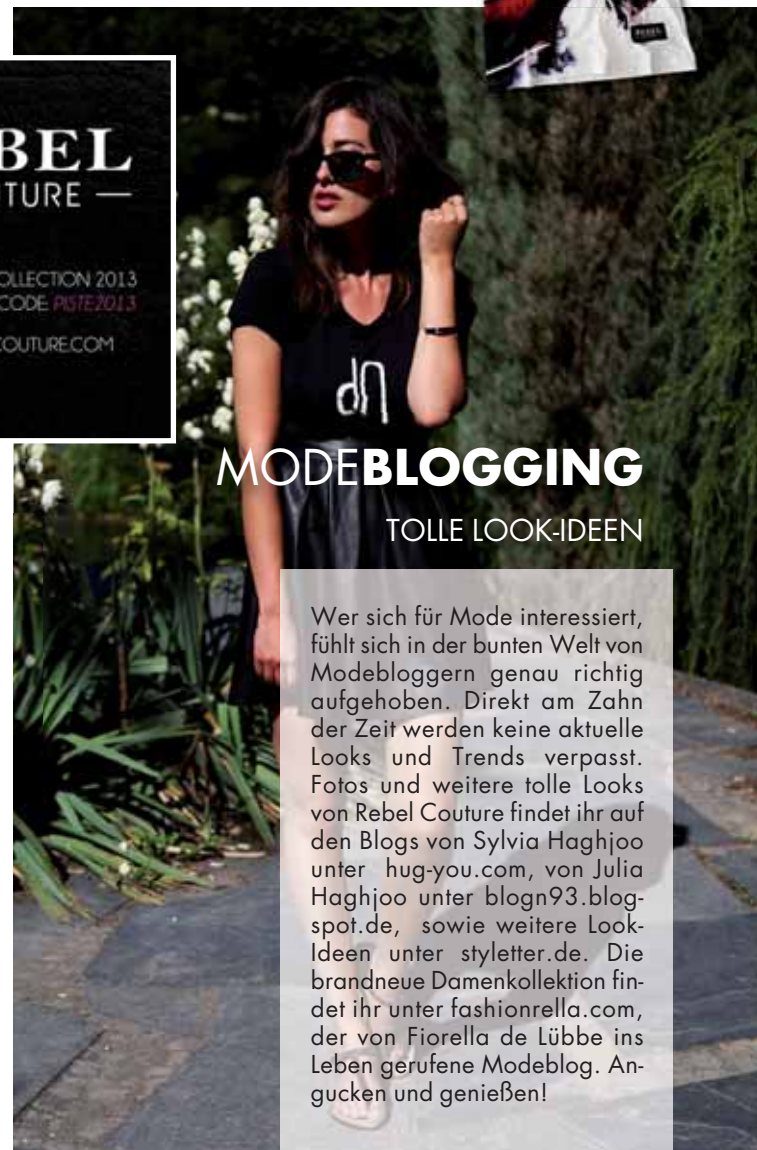 REBEL
BEL
TURE —
OLLECTION 2013
CODE: PISTE2013
COUTURE.COM
dn
MODEBLOGGING
TOLLE LOOK-IDEEN
Wer sich für Mode interessiert,
fühlt sich in der bunten Welt von
Modebloggern genau richtig
aufgehoben. Direkt am Zahn
der Zeit werden keine aktuelle
Looks und Trends verpasst.
Fotos und weitere tolle Looks
von Rebel Couture findet ihr auf
den Blogs von Sylvia Haghjoo
unter hug-you.com, von Julia
Haghjoo unter blogn93.blog-
spot.de, sowie weitere Look-
Ideen unter styletter.de. Die
brandneue Damenkollektion fin-
det ihr unter fashionrella.com,
der von Fiorella de Lübbe ins
Leben gerufene Modeblog. An-
gucken und genießen!